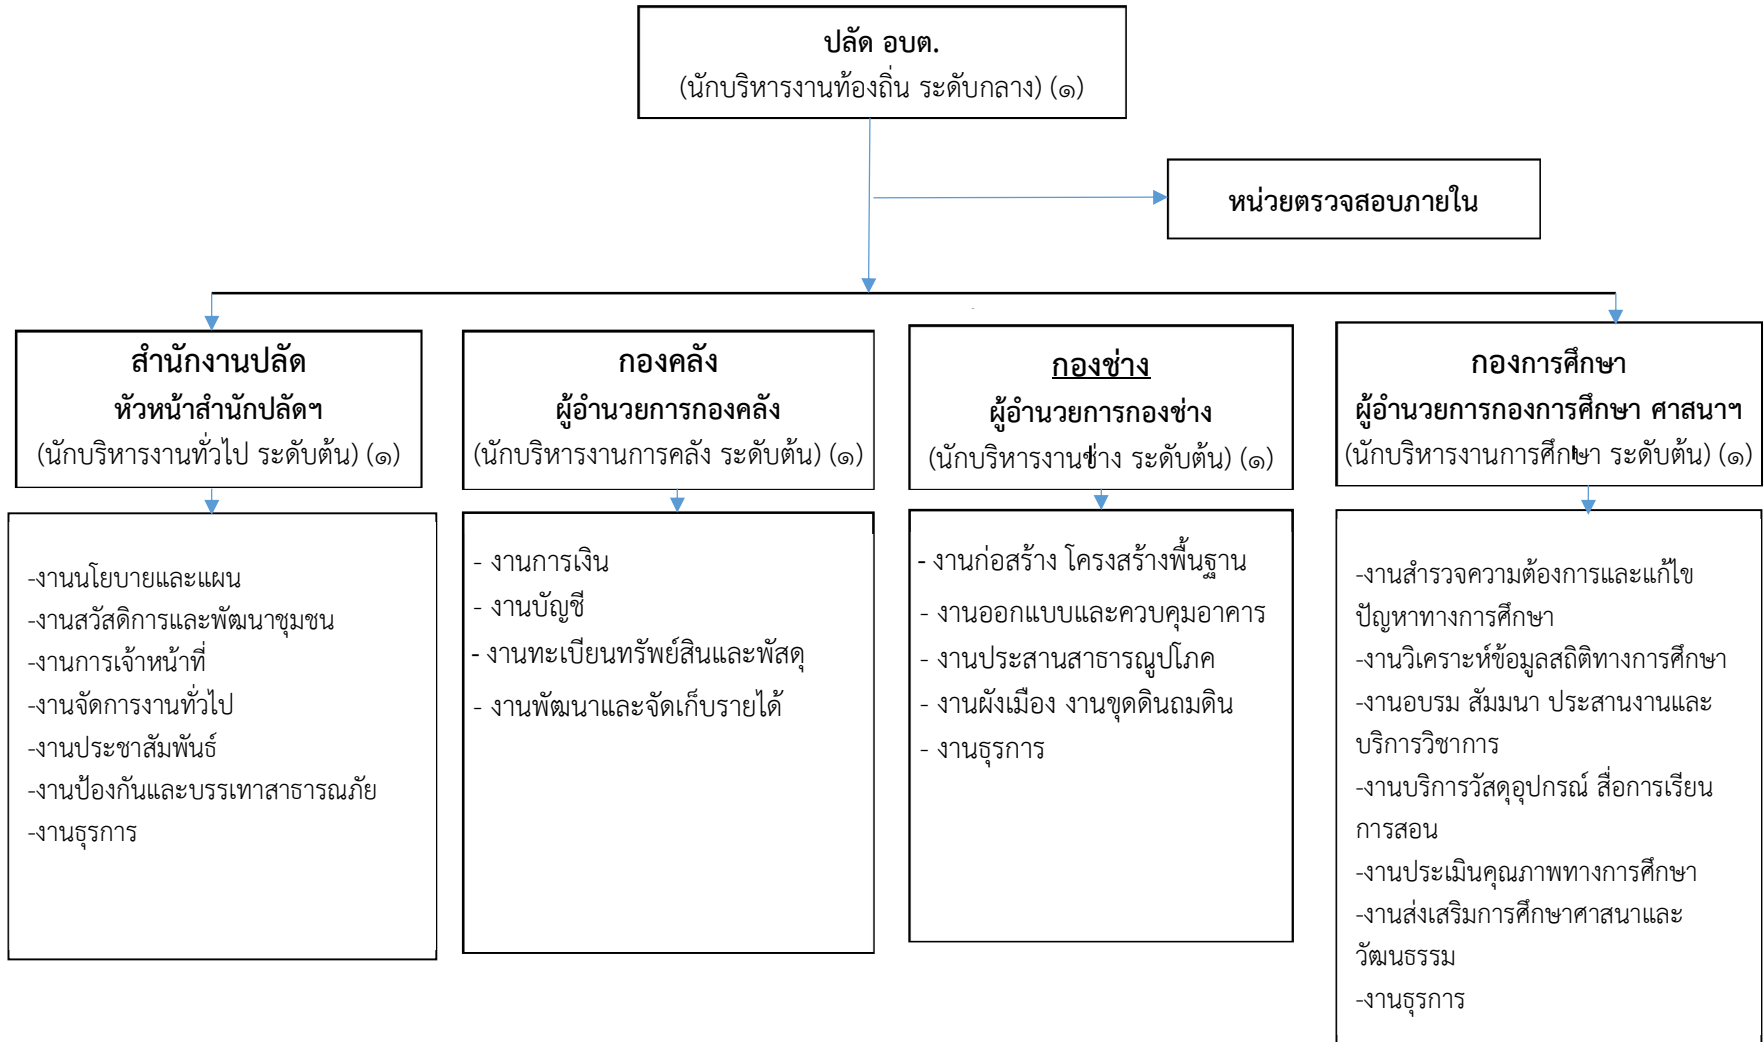 ปลัด อบต.
(นักบริหารงานท้องถิ่น ระดับกลาง) (๑)
หน่วยตรวจสอบภายใน
สำนักงานปลัด
หัวหน้าสำนักปลัดฯ
(นักบริหารงานทั่วไป ระดับต้น) (๑)
-งานนโยบายและแผน
-งานสวัสดิการและพัฒนาชุมชน
-งานการเจ้าหน้าที่
-งานจัดการงานทั่วไป
-งานประชาสัมพันธ์
-งานป้องกันและบรรเทาสาธารณภัย
-งานธุรการ
กองคลัง
ผู้อำนวยการกองคลัง
(นักบริหารงานการคลัง ระดับต้น) (๑)
- งานการเงิน
- งานบัญชี
- งานทะเบียนทรัพย์สินและพัสดุ
- งานพัฒนาและจัดเก็บรายได้
กองช่าง
ผู้อำนวยการกองช่าง
(นักบริหารงานช่าง ระดับต้น) (๑)
- งานก่อสร้าง โครงสร้างพื้นฐาน
- งานออกแบบและควบคุมอาคาร
- งานประสานสาธารณูปโภค
- งานผังเมือง งานขุดดินถมดิน
- งานธุรการ
กองการศึกษา
ผู้อำนวยการกองการศึกษา ศาสนาฯ
(นักบริหารงานการศึกษา ระดับต้น) (๑)
-งานสำรวจความต้องการและแก้ไข
ปัญหาทางการศึกษา
-งานวิเคราะห์ข้อมูลสถิติทางการศึกษา
-งานอบรม สัมมนา ประสานงานและ
บริการวิชาการ
-งานบริการวัสดุอุปกรณ์ สื่อการเรียน
การสอน
-งานประเมินคุณภาพทางการศึกษา
-งานส่งเสริมการศึกษาศาสนาและ
วัฒนธรรม
-งานธุรการ